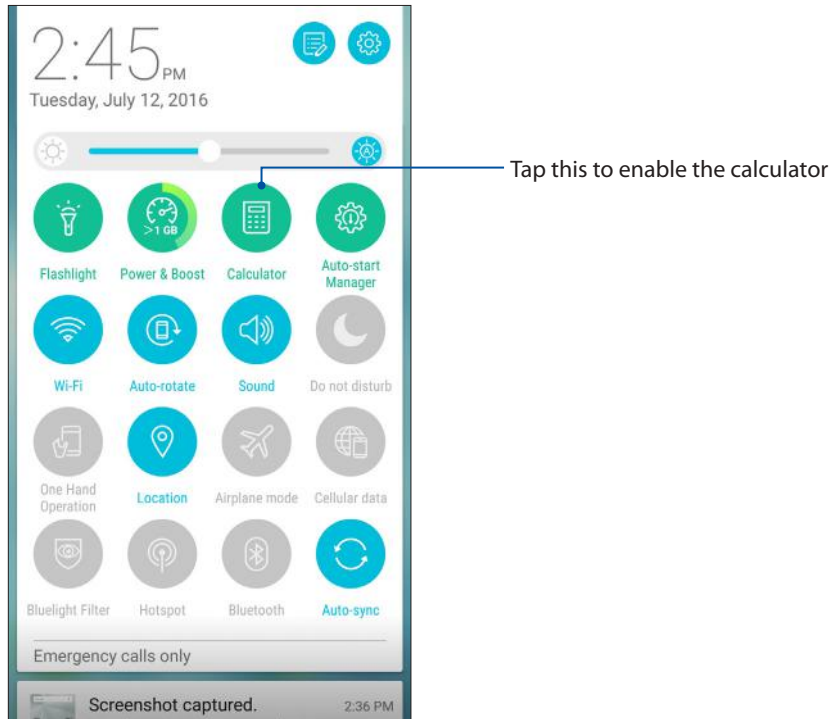 2:45 PM
Tuesday, July 12, 2016
A
Tap this to enable the calculator
>1 GB
Flashlight Power & Boost Calculator Auto-start
Manager
Wi-Fi Auto-rotate Sound Do not disturb
One Hand
Operation Location Airplane mode Cellular data
Bluelight Filter Hotspot Bluetooth Auto-sync
Emergency calls only
Screenshot captured. 2:36 PM